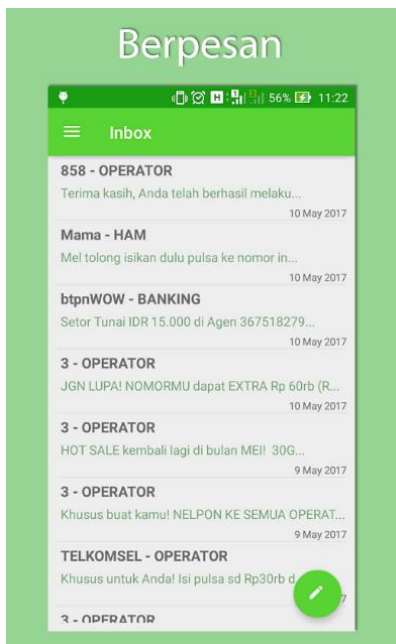 Berpesan
56% 11:22
Inbox
858 - OPERATOR
Terima kasih, Anda telah berhasil melaku...
10 May 2017
Mama - HAM
Mel tolong isikan dulu pulsa ke nomor in...
10 May 2017
btpnWOW - BANKING
Setor Tunai IDR 15.000 di Agen 367518279...
10 May 2017
3 - OPERATOR
JGN LUPA! NOMORMU dapat EXTRA Rp 60rb (R...
10 May 2017
3 - OPERATOR
HOT SALE kembali lagi di bulan MEI! 30G...
9 May 2017
3 - OPERATOR
Khusus buat kamu! NELPON KE SEMUA OPERAT...
9 May 2017
TELKOMSEL - OPERATOR
Khusus untuk Anda! Isi pulsa sd Rp30rb d
3 - OPERATOR